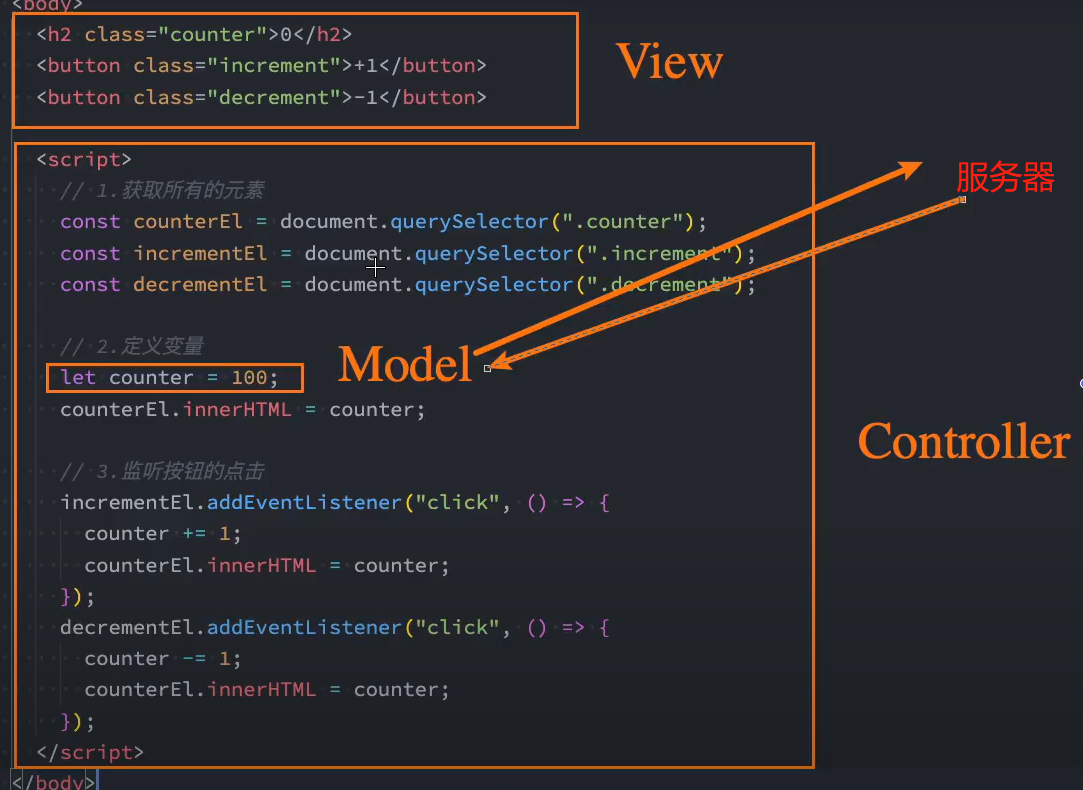 <body>
<h2 class="counter">0</h2>
<button class="increment">+1</button>
<button class="decrement">-1</button>
View
<script>
// 1.获取所有的元素
const counterEl = document.querySelector(".counter");
const incrementEl = document.querySelector(".increment");
const decrementEl = document.querySelector(".decrement");
服务器
// 2.定义变量
let counter = 100;
Model
counterEl.innerHTML = counter;
Controller
// 3.监听按钮的点击
incrementEl.addEventListener("click", () => {
counter += 1;
counterEl.innerHTML = counter;
});
decrementEl.addEventListener("click", () => {
counter -= 1;
counterEl.innerHTML = counter;
});
</script>
</body>